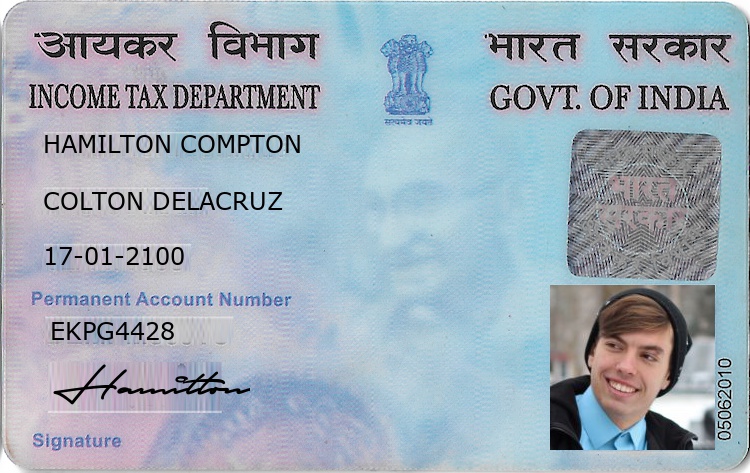 आयकर विभाग
INCOME TAX DEPARTMENT
भारत सरकार
GOVT. OF INDIA
सत्यमेव जयते
HAMILTON COMPTON
COLTON DELACRUZ
17-01-2100
भारत
सरकार
Permanent Account Number
EKPG4428
Hamilton
Signature
05062010